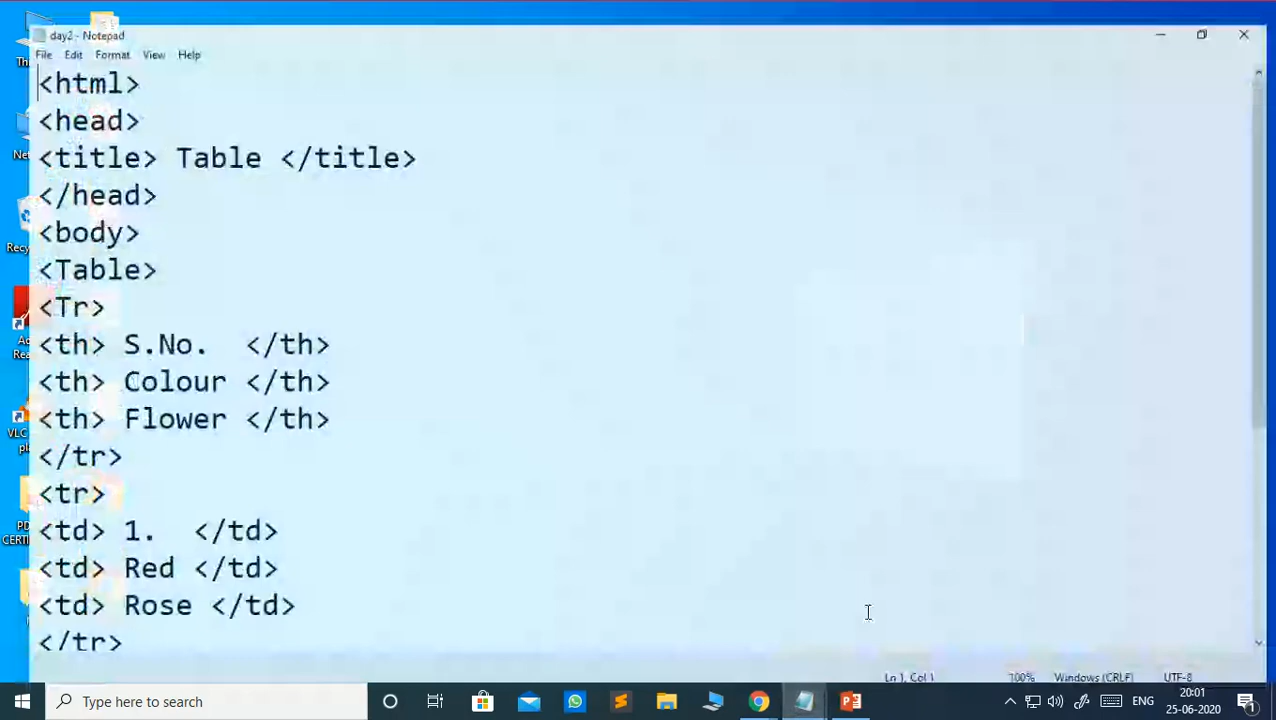 day2 - Notepad
File Edit Format View Help
<html>
<head>
<title> Table </title>
</head>
<body>
<Table>
<Tr>
<th> S.No.  </th>
<th> Colour </th>
<th> Flower </th>
</tr>
<tr>
<td> 1.  </td>
<td> Red </td>
<td> Rose </td>
</tr>
Ln 1, Col 1 100% Windows (CRLF) UTF-8
Type here to search
ENG
20:01
25-06-2020
1